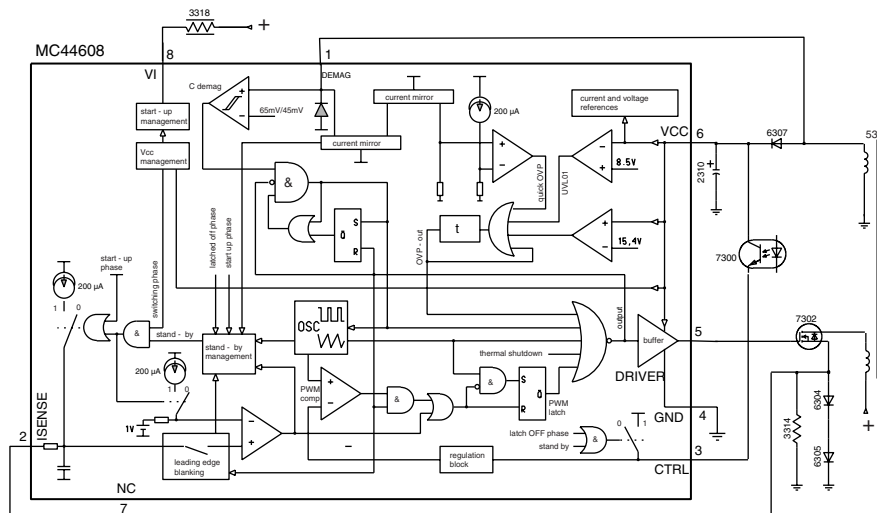 3318
+
MC44608
8
1
VI
DEMAG
C demag
65mV/45mV
current mirror
200 µA
current and voltage
references
start - up
management
Vcc
management
current mirror
VCC
6
6307
53
8.5V
2310
+
quick OVP
UVL01
&
S
Q̄
R
t
15,4V
OVP - out
latched off phase
start up phase
switching phase
start - up
phase
200 µA
1
0
&
stand - by
7300
OSC
stand - by
management
output
buffer
DRIVER
5
7302
thermal shutdown
200 µA
1
0
PWM
comp
&
&
S
Q̄
R
PWM
latch
GND
4
6304
3314
6305
+
ISENSE
2
1V
leading edge
blanking
regulation
block
latch OFF phase
stand by
&
0
1
3
CTRL
NC
7